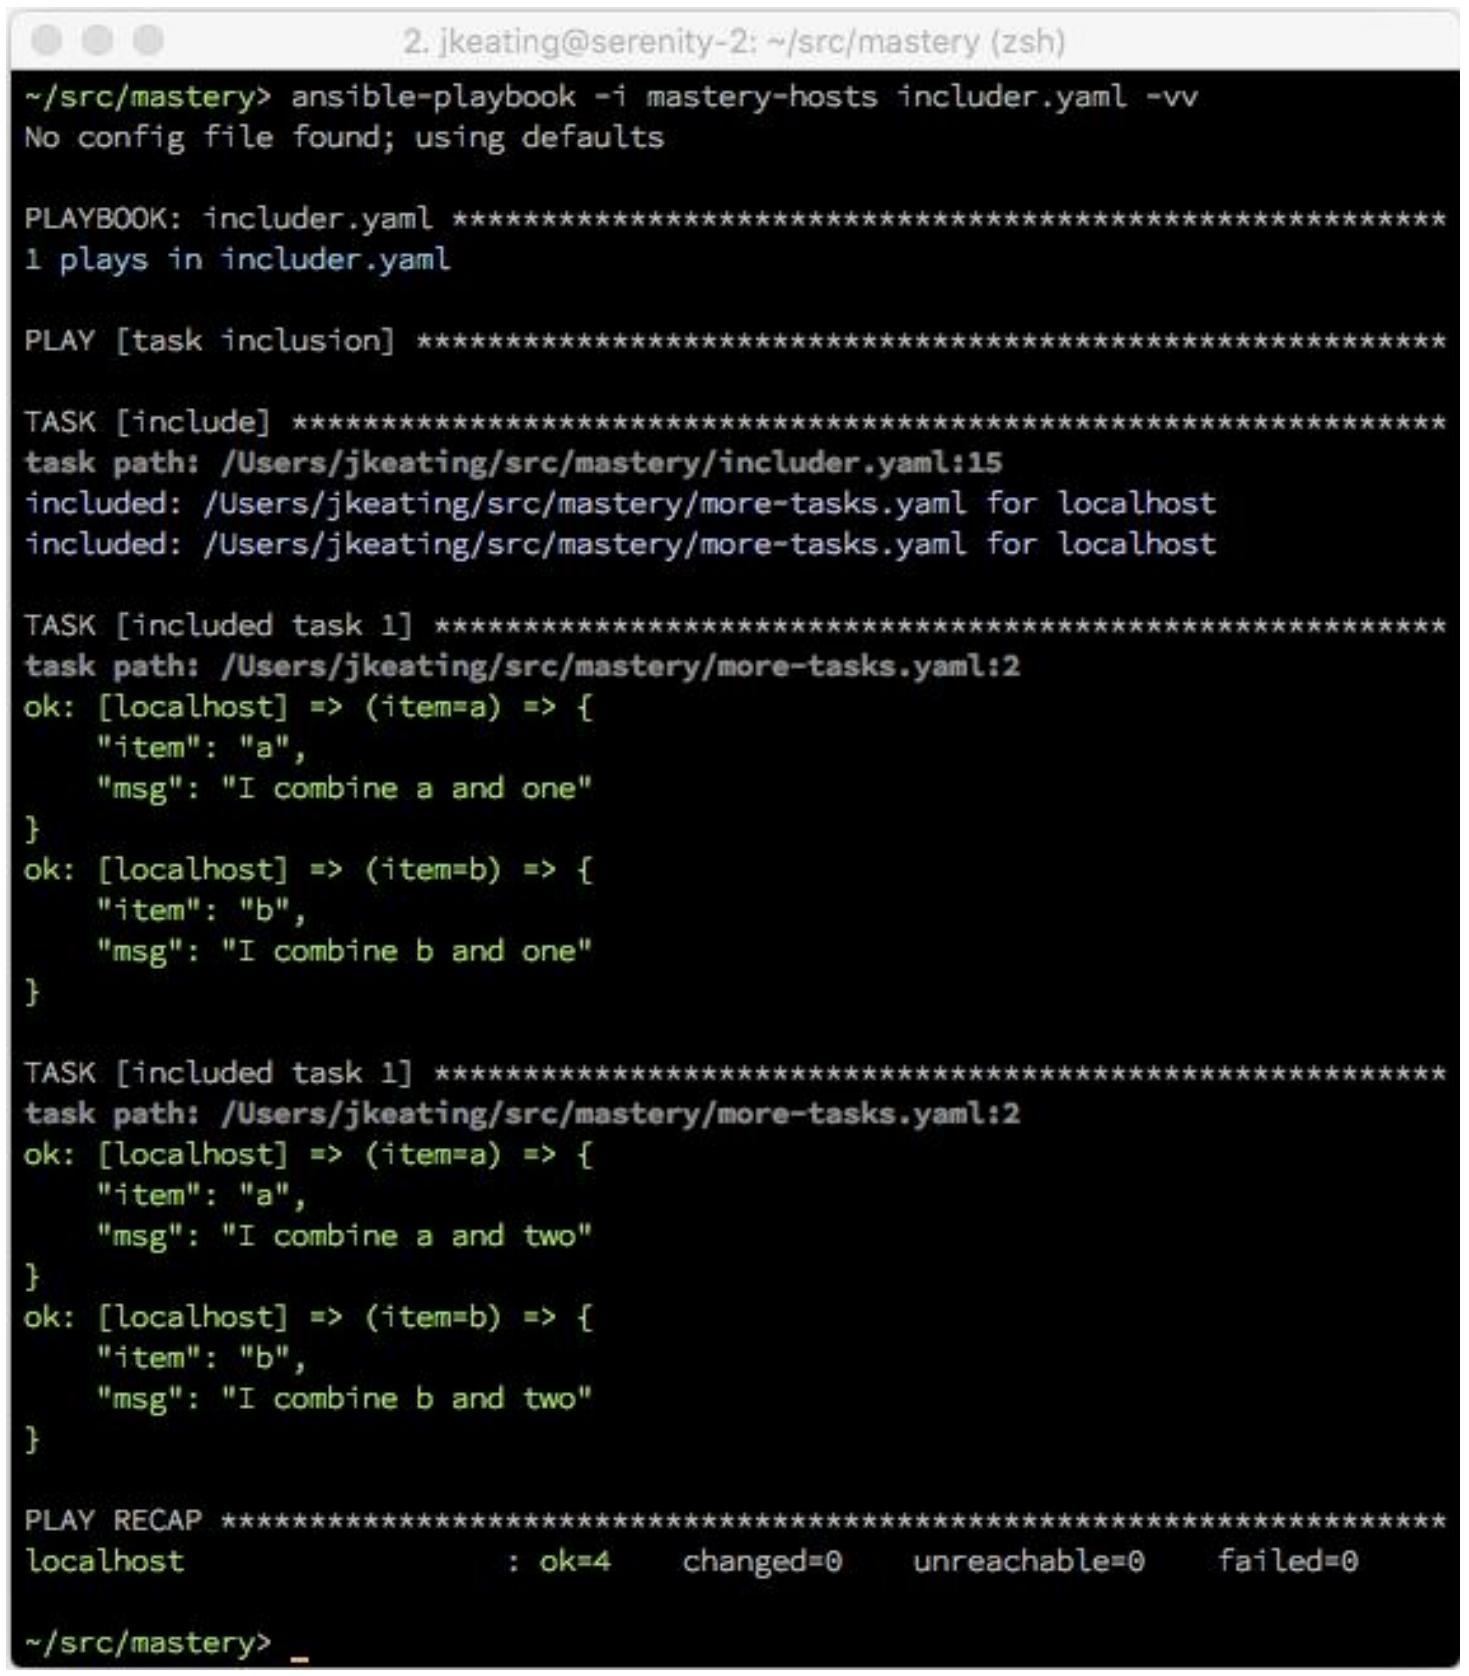 2. jkeating@serenity-2: ~/src/mastery (zsh)
~/src/mastery> ansible-playbook -i mastery-hosts includer.yaml -vv
No config file found; using defaults
PLAYBOOK: includer.yaml ********************************************************
1 plays in includer.yaml
PLAY [task inclusion] **********************************************************
TASK [include] *****************************************************************
task path: /Users/jkeating/src/mastery/includer.yaml:15
included: /Users/jkeating/src/mastery/more-tasks.yaml for localhost
included: /Users/jkeating/src/mastery/more-tasks.yaml for localhost
TASK [included task 1] *********************************************************
task path: /Users/jkeating/src/mastery/more-tasks.yaml:2
ok: [localhost] => (item=a) => {
    "item": "a",
    "msg": "I combine a and one"
}
ok: [localhost] => (item=b) => {
    "item": "b",
    "msg": "I combine b and one"
}
TASK [included task 1] *********************************************************
task path: /Users/jkeating/src/mastery/more-tasks.yaml:2
ok: [localhost] => (item=a) => {
    "item": "a",
    "msg": "I combine a and two"
}
ok: [localhost] => (item=b) => {
    "item": "b",
    "msg": "I combine b and two"
}
PLAY RECAP *********************************************************************
localhost                  : ok=4    changed=0    unreachable=0    failed=0
~/src/mastery> _